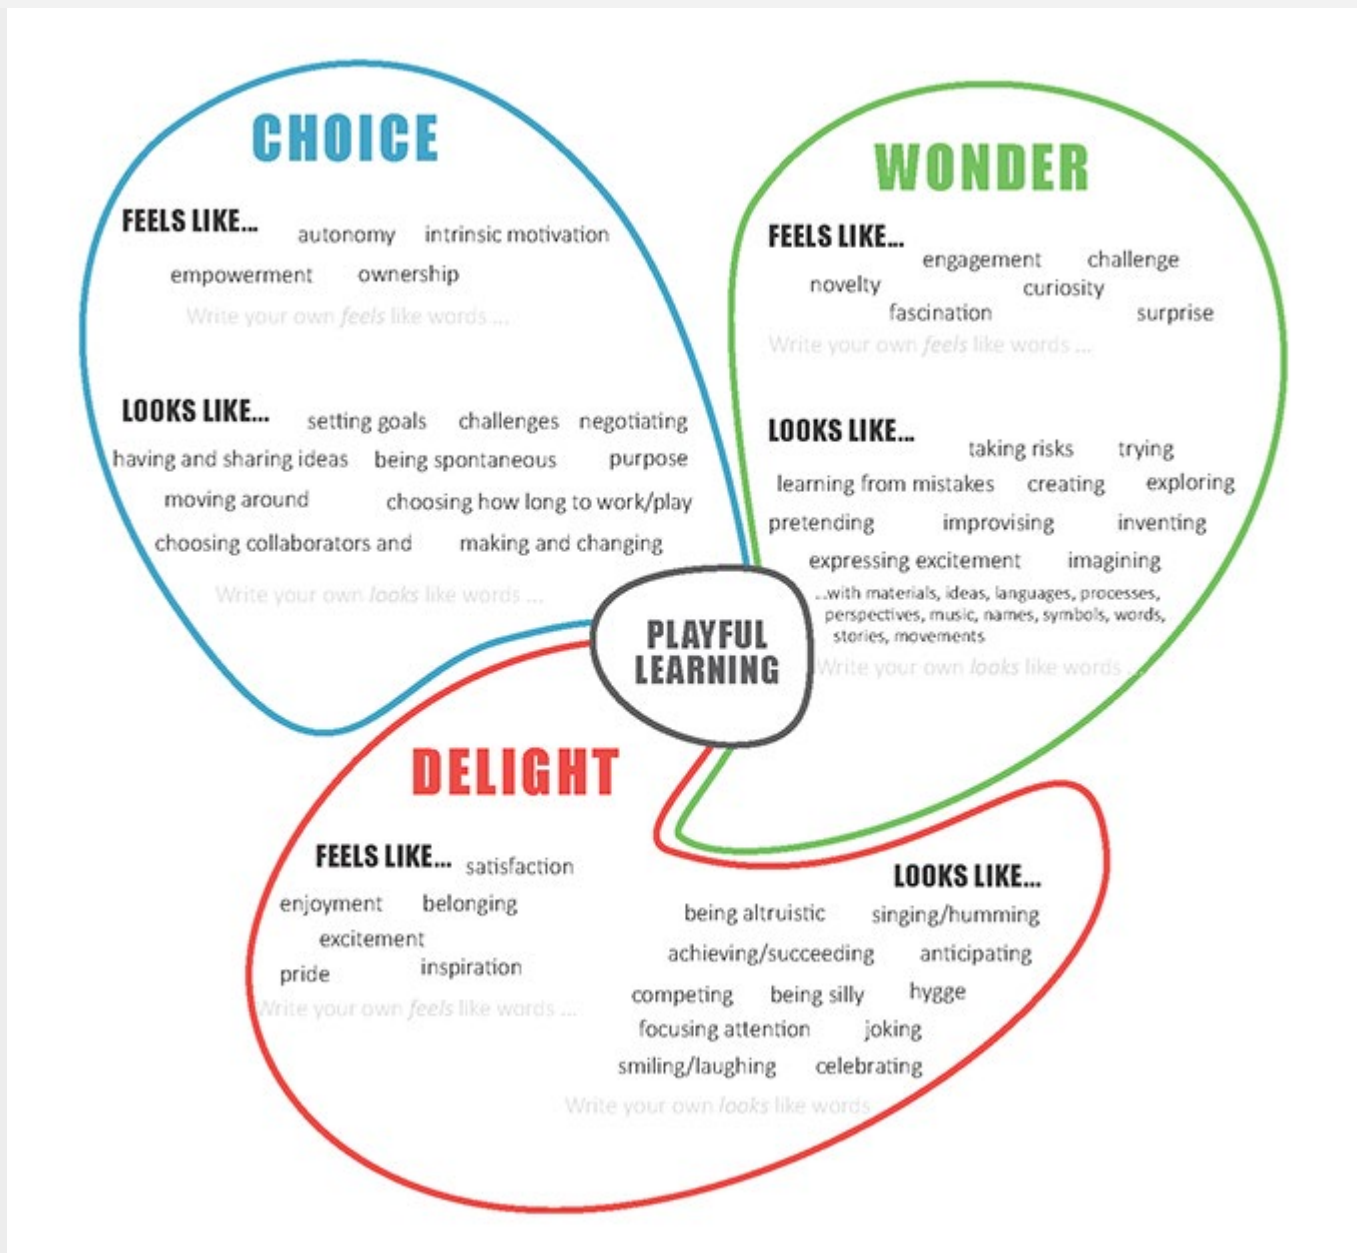 CHOICE
FEELS LIKE...
autonomy intrinsic motivation
empowerment ownership
Write your own feels like words ...
LOOKS LIKE...
setting goals challenges negotiating
having and sharing ideas being spontaneous purpose
moving around choosing how long to work/play
choosing collaborators and making and changing
Write your own looks like words ...
WONDER
FEELS LIKE...
engagement challenge
novelty curiosity
fascination surprise
Write your own feels like words ...
LOOKS LIKE...
taking risks trying
learning from mistakes creating exploring
pretending improvising inventing
expressing excitement imagining
...with materials, ideas, languages, processes,
perspectives, music, names, symbols, words,
stories, movements
Write your own looks like words ...
PLAYFUL
LEARNING
DELIGHT
FEELS LIKE...
satisfaction
enjoyment belonging
excitement
pride inspiration
Write your own feels like words ...
LOOKS LIKE...
being altruistic singing/humming
achieving/succeeding anticipating
competing being silly hygge
focusing attention joking
smiling/laughing celebrating
Write your own looks like words